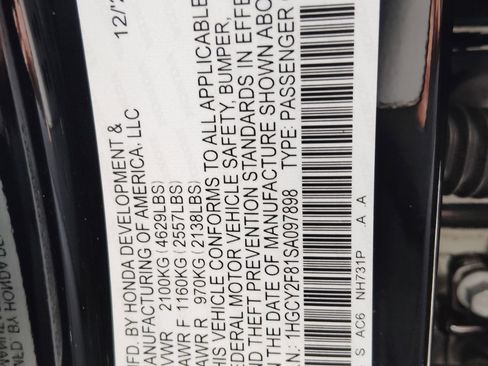 MFD. BY HONDA DEVELOPMENT & 12/'
MANUFACTURING OF AMERICA, LLC
GVWR 2100KG (4629LBS)
GAWR F 1160KG (2557LBS)
GAWR R 970KG (2138LBS)
THIS VEHICLE CONFORMS TO ALL APPLICABLE
FEDERAL MOTOR VEHICLE SAFETY, BUMPER,
AND THEFT PREVENTION STANDARDS IN EFFE
ON THE DATE OF MANUFACTURE SHOWN ABO
V.I.N.: 1HGCY2F81SA097898 TYPE: PASSENGER
S AC6 NH731P A A